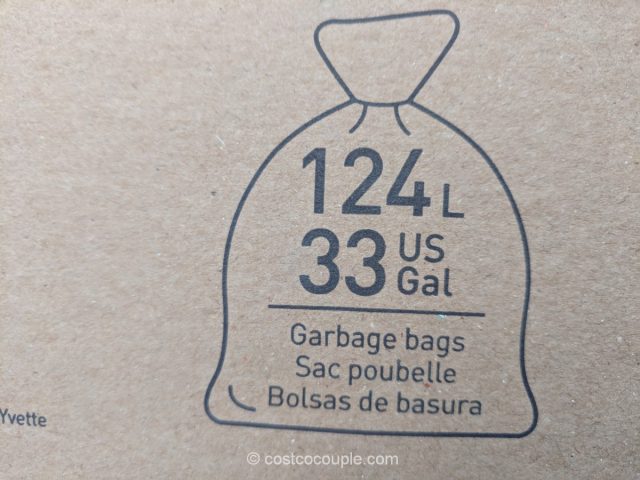 124 L
33 US Gal
Garbage bags
Sac poubelle
Bolsas de basura
Yvette
© costcocouple.com